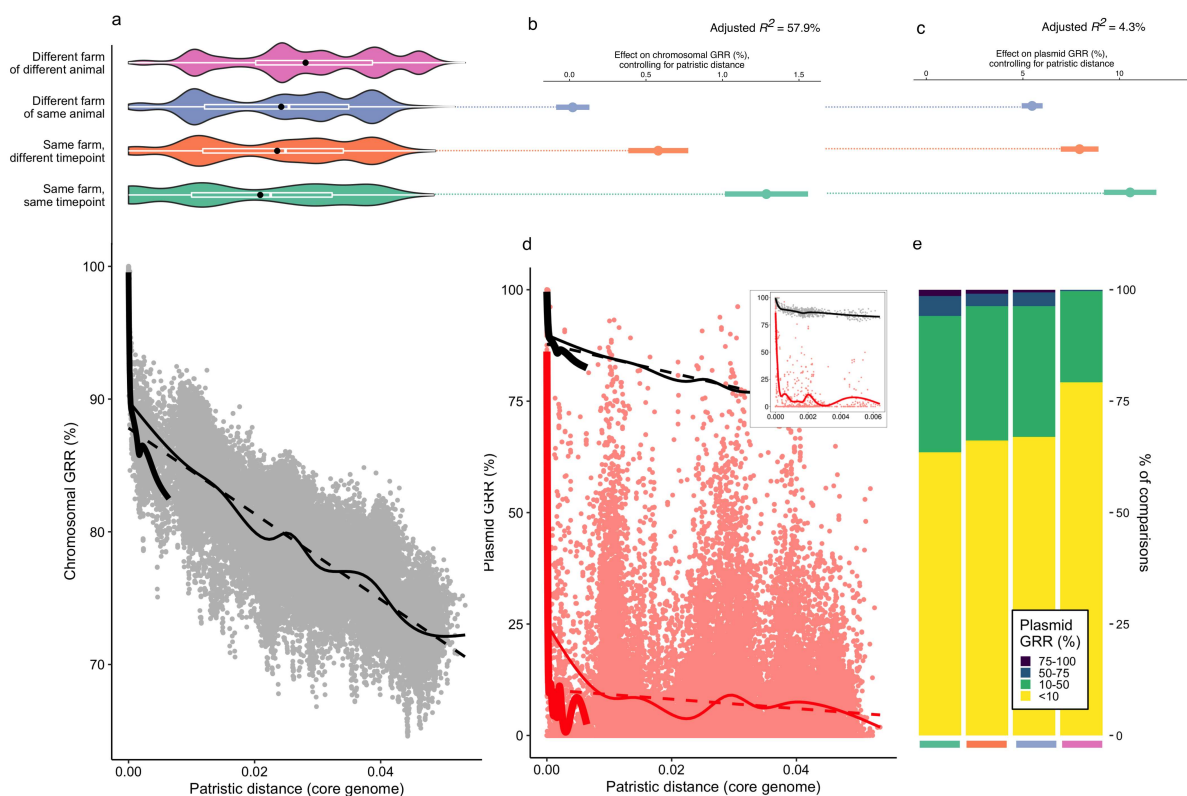 a
Different farm
of different animal
Different farm
of same animal
Same farm,
different timepoint
Same farm,
same timepoint
b
Adjusted R² = 57.9%
Effect on chromosomal GRR (%),
controlling for patristic distance
0.0 0.5 1.0 1.5
c
Adjusted R² = 4.3%
Effect on plasmid GRR (%),
controlling for patristic distance
0 5 10
Chromosomal GRR (%)
100
90
80
70
0.00 0.02 0.04
Patristic distance (core genome)
d
Plasmid GRR (%)
100
75
50
25
0
0.00 0.02 0.04
Patristic distance (core genome)
100
75
50
25
0
0.000 0.002 0.004 0.006
e
100
75
50
25
0
% of comparisons
Plasmid
GRR (%)
75-100
50-75
10-50
<10